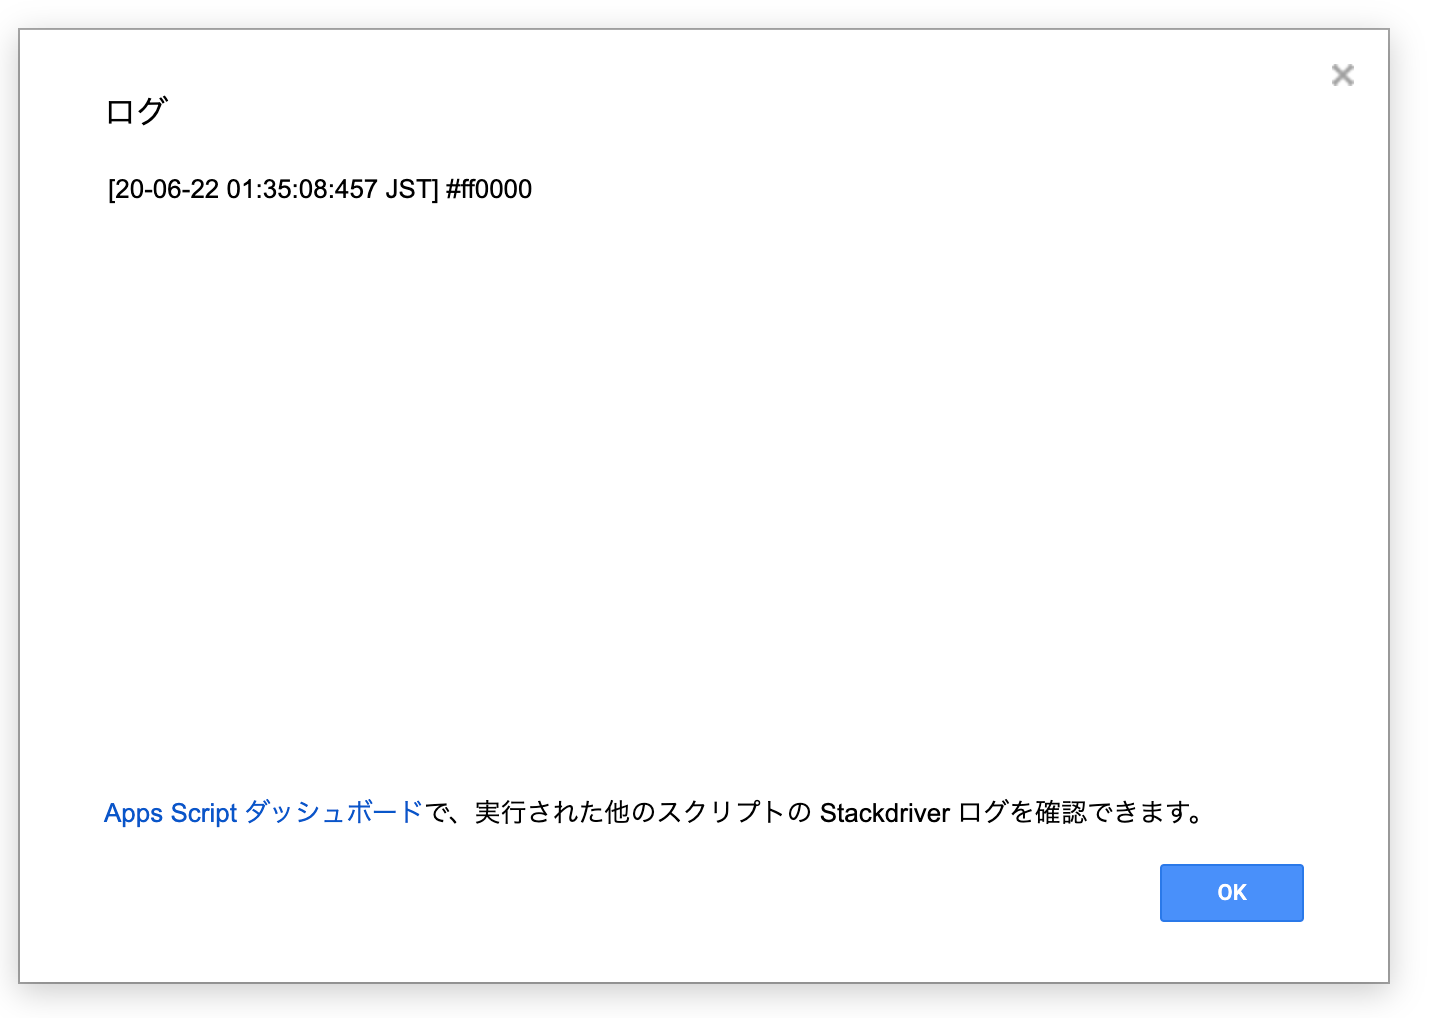 ログ
[20-06-22 01:35:08:457 JST] #ff0000
Apps Script ダッシュボードで、実行された他のスクリプトの Stackdriver ログを確認できます。
OK